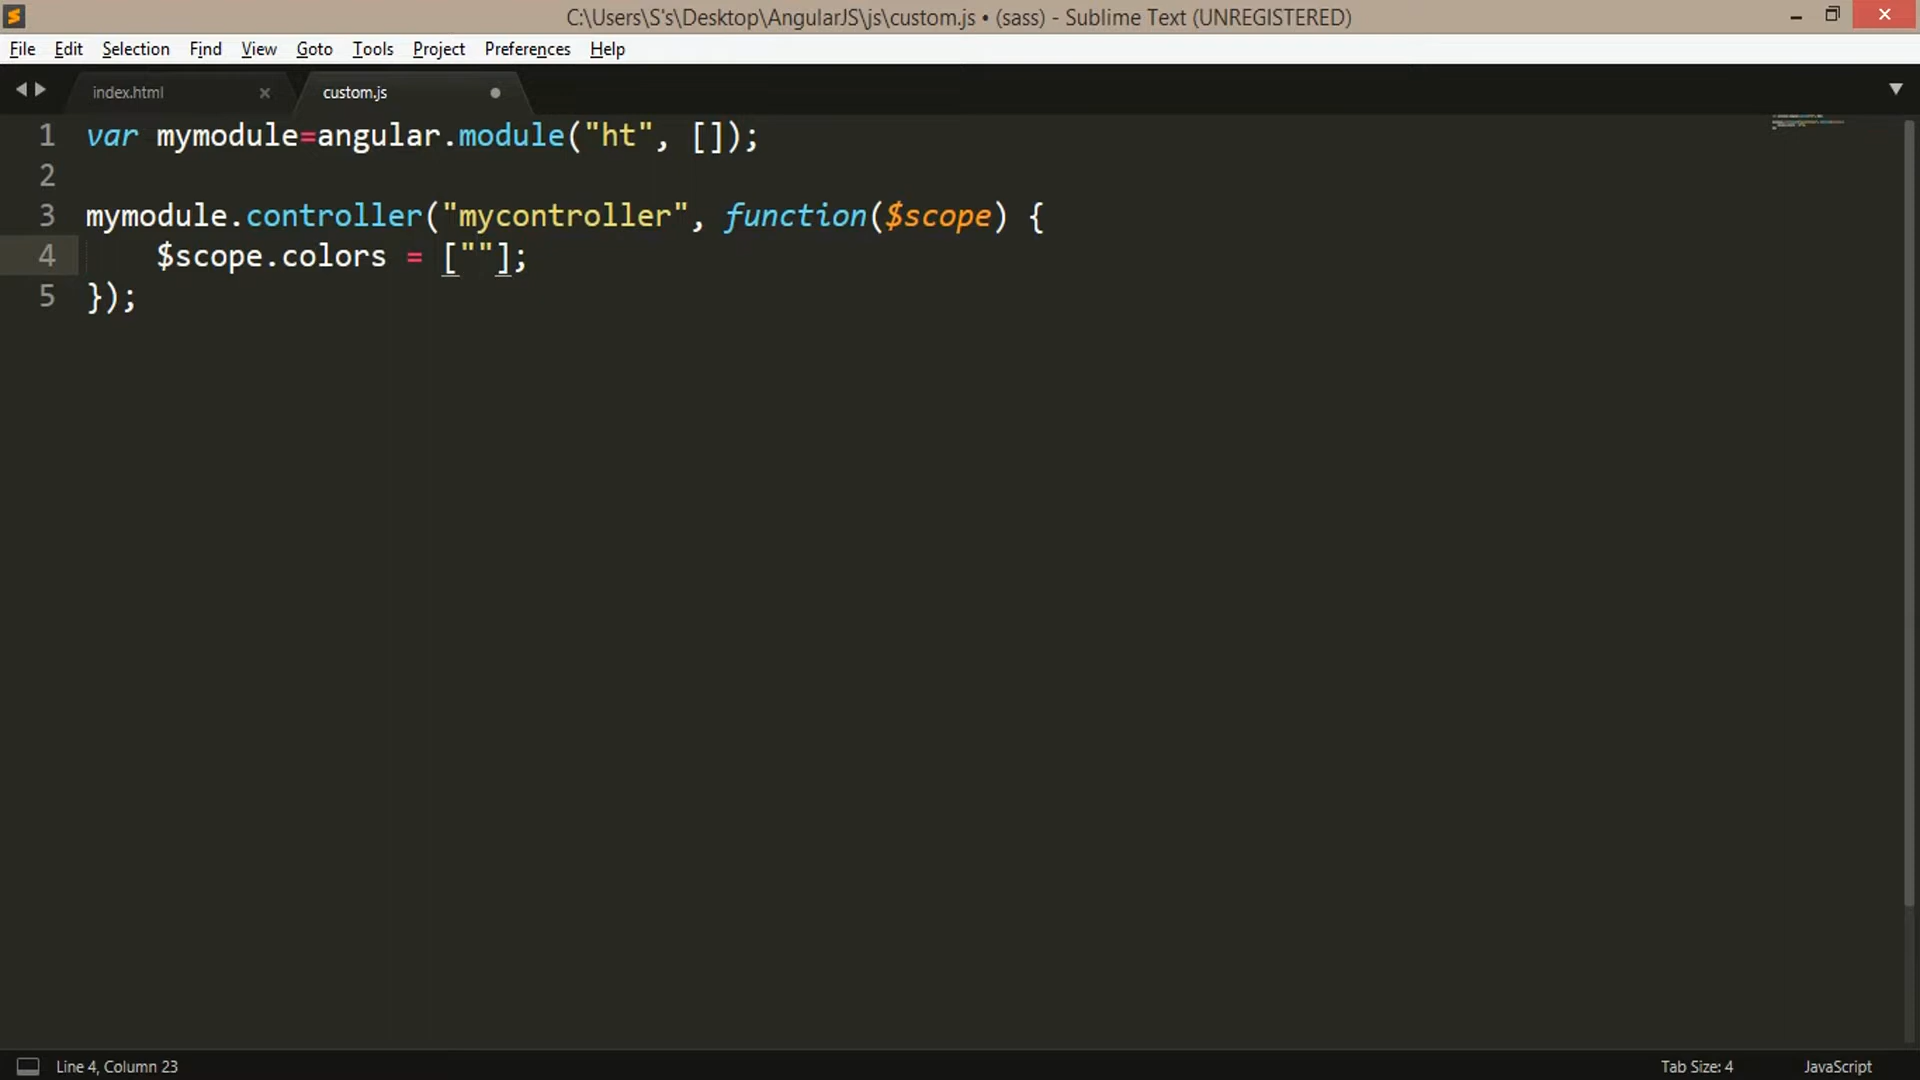 C:\Users\S's\Desktop\AngularJS\js\custom.js • (sass) - Sublime Text (UNREGISTERED)
File Edit Selection Find View Goto Tools Project Preferences Help
index.html × custom.js
1 var mymodule=angular.module("ht", []);
2
3 mymodule.controller("mycontroller", function($scope) {
4 $scope.colors = [""];
5 });
Line 4, Column 23 Tab Size: 4 JavaScript